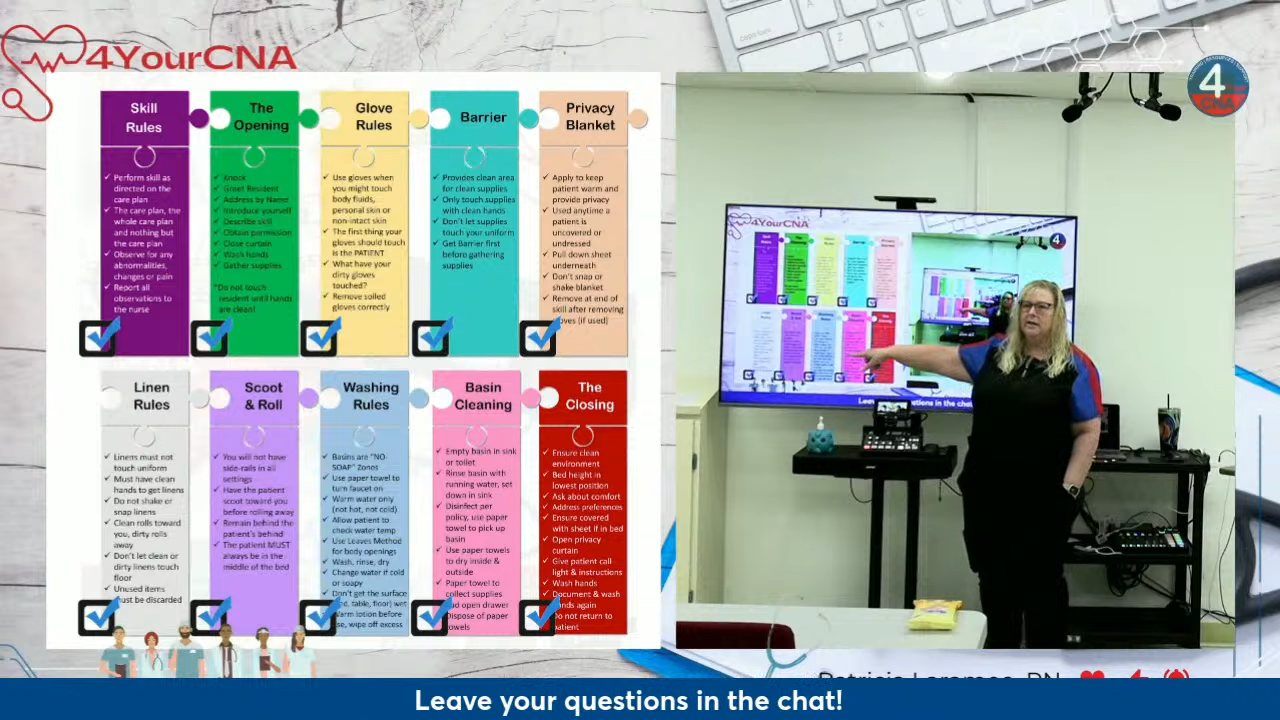 4YourCNA
Skill
Rules
✓ Perform skill as
directed on the
care plan
✓ The care plan, the
whole care plan
and nothing but
the care plan
✓ Observe for any
abnormalities,
changes or pain
✓ Report all
observations to
the nurse
The
Opening
✓ Knock
✓ Greet Resident
✓ Address by Name
✓ Introduce yourself
✓ Describe skill
✓ Obtain permission
✓ Close curtain
✓ Wash hands
✓ Gather supplies
*Do not touch
resident until hands
are clean!
Glove
Rules
✓ Use gloves when
you might touch
body fluids,
personal skin or
non-intact skin
✓ The first thing your
gloves should touch
is the PATIENT
✓ What have your
dirty gloves
touched?
✓ Remove soiled
gloves correctly
Barrier
✓ Provides clean area
for clean supplies
✓ Only touch supplies
with clean hands
✓ Don't let supplies
touch your uniform
✓ Get Barrier first
before gathering
supplies
Privacy
Blanket
✓ Apply to keep
patient warm and
provide privacy
✓ Used anytime a
patient is
uncovered or
undressed
✓ Pull down sheet
underneath
✓ Don't snap or
shake blanket
✓ Remove at end of
skill after removing
(if used)
Linen
Rules
✓ Linens must not
touch uniform
✓ Must have clean
hands to get linens
✓ Do not shake or
snap linens
✓ Clean rolls toward
you, dirty rolls
away
✓ Don't let clean or
dirty linens touch
floor
✓ Unused items
must be discarded
Scoot
& Roll
✓ You will not have
side-rails in all
settings
✓ Have the patient
scoot toward you
before rolling away
✓ Remain behind the
patient's behind
✓ The patient MUST
always be in the
middle of the bed
Washing
Rules
✓ Basins are "NO-
SOAP" Zones
✓ Use paper towel to
turn faucet on
✓ Warm water only
(not hot, not cold)
✓ Allow patient to
check water temp
✓ Use Leaves Method
for body openings
✓ Wash, rinse, dry
✓ Change water if cold
or soapy
✓ Don't get the surface
table, floor) wet
Warm lotion before
wipe off excess
Basin
Cleaning
✓ Empty basin in sink
or toilet
✓ Rinse basin with
running water, set
down in sink
✓ Disinfect per
policy, use paper
towel to pick up
basin
✓ Use paper towels
to dry inside &
outside
✓ Paper towel to
collect supplies
open drawer
Dispose of paper
The
Closing
✓ Ensure clean
environment
✓ Bed height in
lowest position
✓ Ask about comfort
✓ Address preferences
✓ Ensure covered
with sheet if in bed
✓ Open privacy
curtain
✓ Give patient call
light & instructions
✓ Wash hands
✓ Document & wash
again
Do not return to
4
CNA
4YourCNA
Leave your questions in the chat!